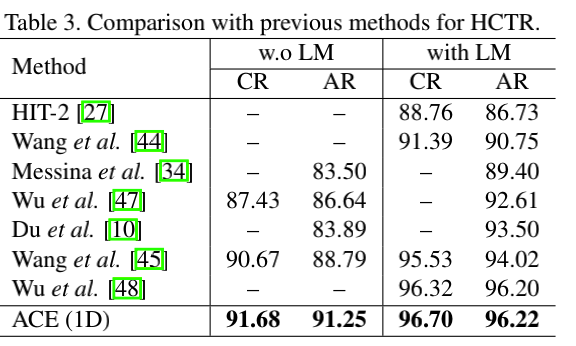 Table 3. Comparison with previous methods for HCTR.
Method w.o LM with LM
CR AR CR AR
HIT-2 [27] – – 88.76 86.73
Wang et al. [44] – – 91.39 90.75
Messina et al. [34] – 83.50 – 89.40
Wu et al. [47] 87.43 86.64 – 92.61
Du et al. [10] – 83.89 – 93.50
Wang et al. [45] 90.67 88.79 95.53 94.02
Wu et al. [48] – – 96.32 96.20
ACE (1D) 91.68 91.25 96.70 96.22